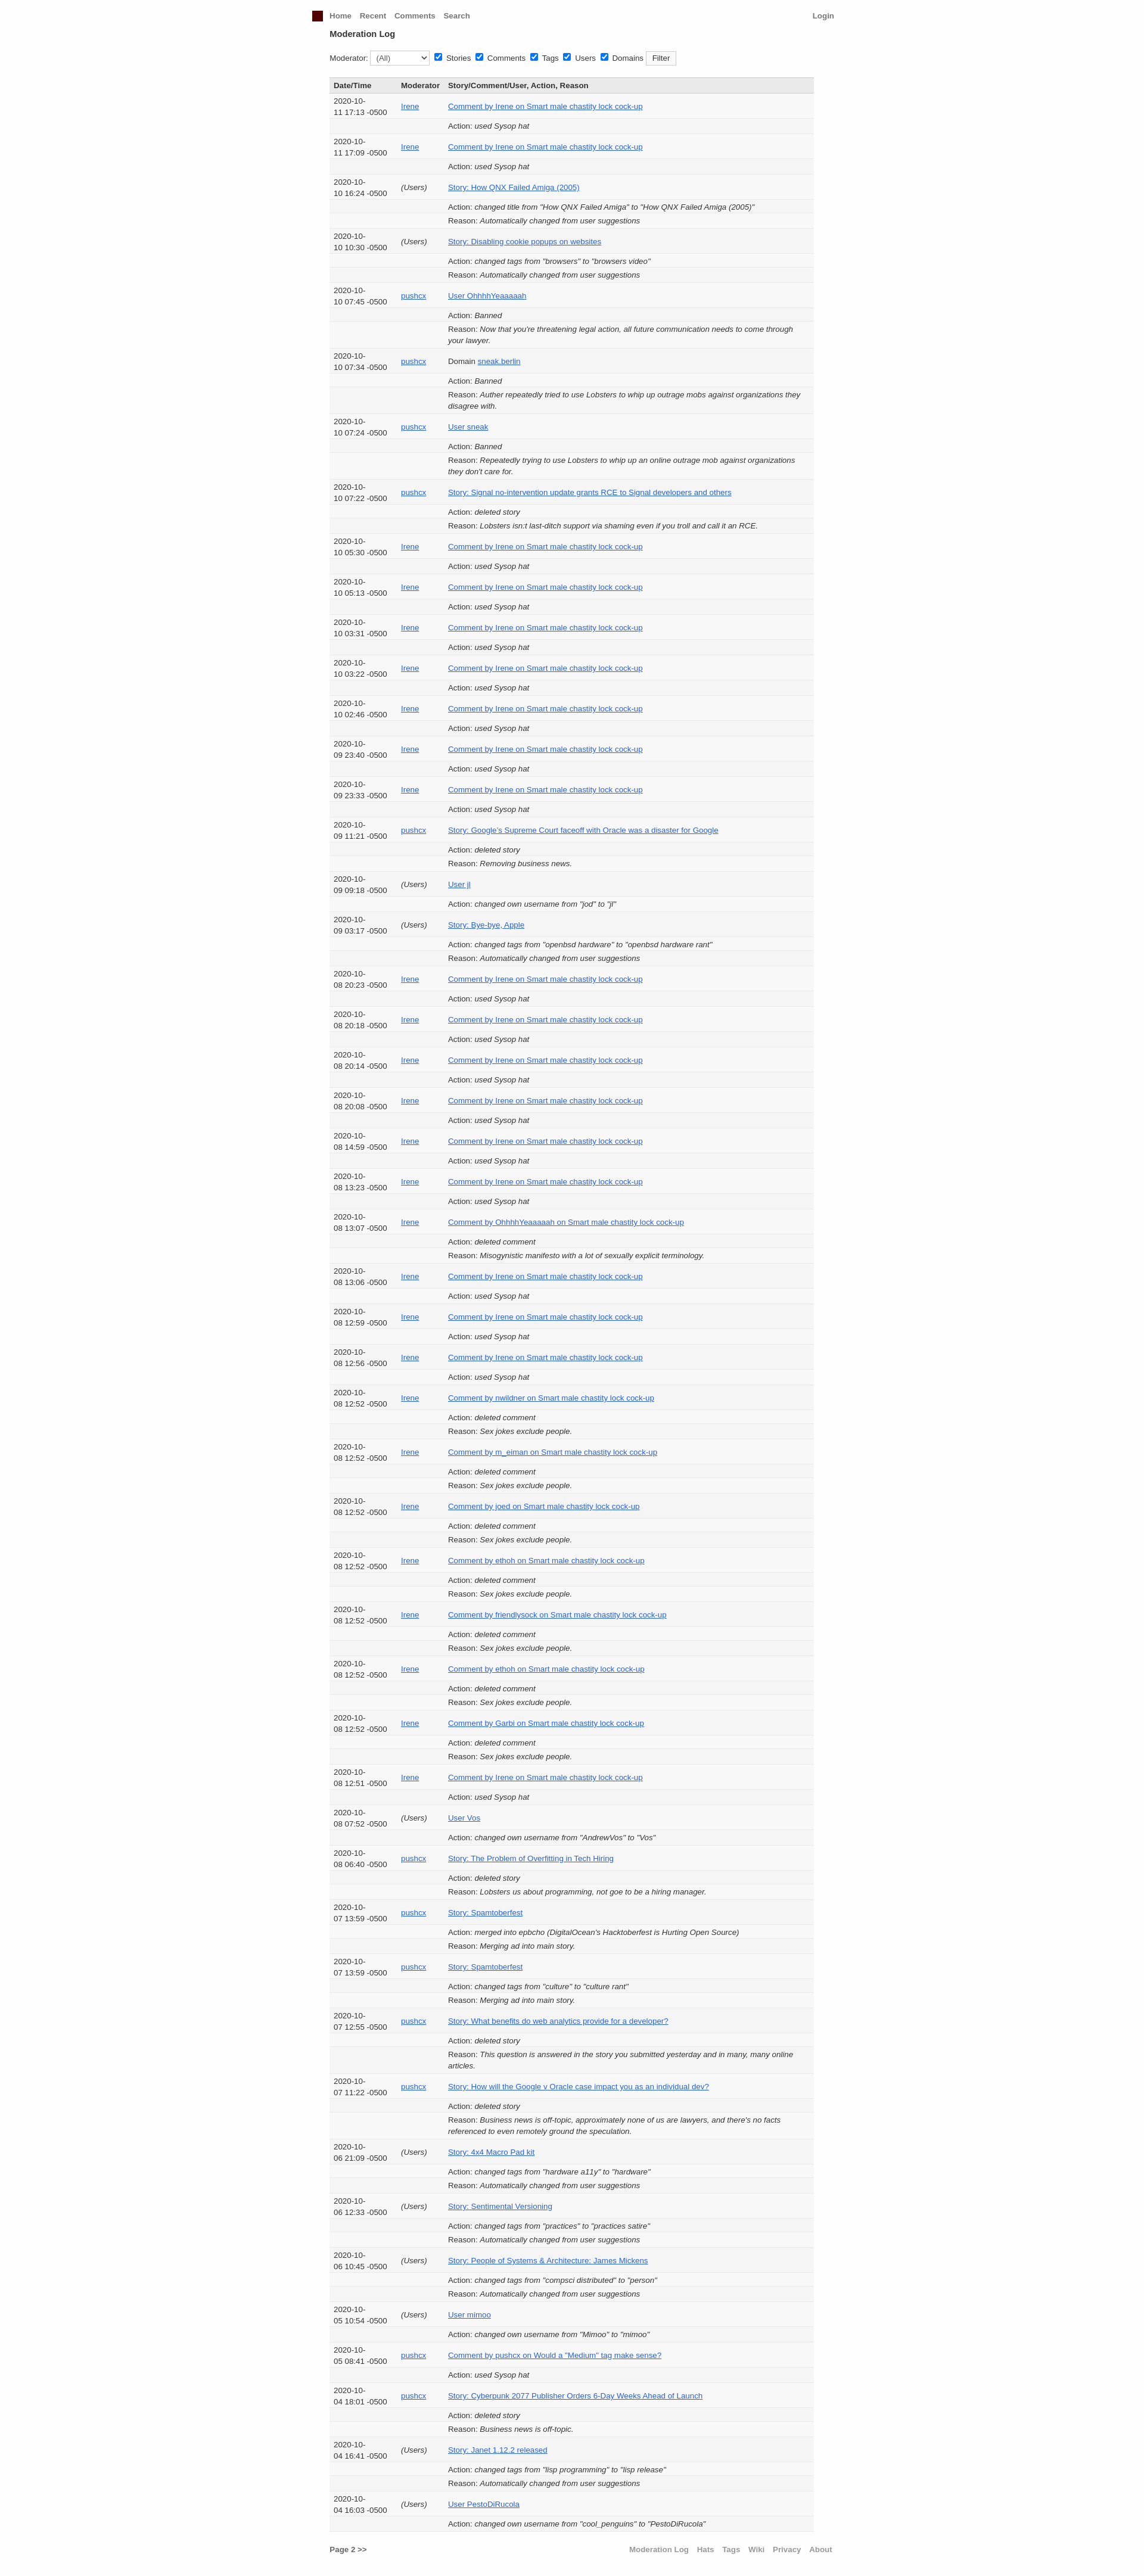 Home Recent Comments Search Login
Moderation Log
Moderator: (All) Stories Comments Tags Users Domains Filter
Date/Time Moderator Story/Comment/User, Action, Reason
2020-10-
11 17:13 -0500 Irene Comment by Irene on Smart male chastity lock cock-up
Action: used Sysop hat
2020-10-
11 17:09 -0500 Irene Comment by Irene on Smart male chastity lock cock-up
Action: used Sysop hat
2020-10-
10 16:24 -0500 (Users) Story: How QNX Failed Amiga (2005)
Action: changed title from "How QNX Failed Amiga" to "How QNX Failed Amiga (2005)"
Reason: Automatically changed from user suggestions
2020-10-
10 10:30 -0500 (Users) Story: Disabling cookie popups on websites
Action: changed tags from "browsers" to "browsers video"
Reason: Automatically changed from user suggestions
2020-10-
10 07:45 -0500 pushcx User OhhhhYeaaaaah
Action: Banned
Reason: Now that you're threatening legal action, all future communication needs to come through
your lawyer.
2020-10-
10 07:34 -0500 pushcx Domain sneak.berlin
Action: Banned
Reason: Auther repeatedly tried to use Lobsters to whip up outrage mobs against organizations they
disagree with.
2020-10-
10 07:24 -0500 pushcx User sneak
Action: Banned
Reason: Repeatedly trying to use Lobsters to whip up an online outrage mob against organizations
they don't care for.
2020-10-
10 07:22 -0500 pushcx Story: Signal no-intervention update grants RCE to Signal developers and others
Action: deleted story
Reason: Lobsters isn:t last-ditch support via shaming even if you troll and call it an RCE.
2020-10-
10 05:30 -0500 Irene Comment by Irene on Smart male chastity lock cock-up
Action: used Sysop hat
2020-10-
10 05:13 -0500 Irene Comment by Irene on Smart male chastity lock cock-up
Action: used Sysop hat
2020-10-
10 03:31 -0500 Irene Comment by Irene on Smart male chastity lock cock-up
Action: used Sysop hat
2020-10-
10 03:22 -0500 Irene Comment by Irene on Smart male chastity lock cock-up
Action: used Sysop hat
2020-10-
10 02:46 -0500 Irene Comment by Irene on Smart male chastity lock cock-up
Action: used Sysop hat
2020-10-
09 23:40 -0500 Irene Comment by Irene on Smart male chastity lock cock-up
Action: used Sysop hat
2020-10-
09 23:33 -0500 Irene Comment by Irene on Smart male chastity lock cock-up
Action: used Sysop hat
2020-10-
09 11:21 -0500 pushcx Story: Google's Supreme Court faceoff with Oracle was a disaster for Google
Action: deleted story
Reason: Removing business news.
2020-10-
09 09:18 -0500 (Users) User jl
Action: changed own username from "jod" to "jl"
2020-10-
09 03:17 -0500 (Users) Story: Bye-bye, Apple
Action: changed tags from "openbsd hardware" to "openbsd hardware rant"
Reason: Automatically changed from user suggestions
2020-10-
08 20:23 -0500 Irene Comment by Irene on Smart male chastity lock cock-up
Action: used Sysop hat
2020-10-
08 20:18 -0500 Irene Comment by Irene on Smart male chastity lock cock-up
Action: used Sysop hat
2020-10-
08 20:14 -0500 Irene Comment by Irene on Smart male chastity lock cock-up
Action: used Sysop hat
2020-10-
08 20:08 -0500 Irene Comment by Irene on Smart male chastity lock cock-up
Action: used Sysop hat
2020-10-
08 14:59 -0500 Irene Comment by Irene on Smart male chastity lock cock-up
Action: used Sysop hat
2020-10-
08 13:23 -0500 Irene Comment by Irene on Smart male chastity lock cock-up
Action: used Sysop hat
2020-10-
08 13:07 -0500 Irene Comment by OhhhhYeaaaaah on Smart male chastity lock cock-up
Action: deleted comment
Reason: Misogynistic manifesto with a lot of sexually explicit terminology.
2020-10-
08 13:06 -0500 Irene Comment by Irene on Smart male chastity lock cock-up
Action: used Sysop hat
2020-10-
08 12:59 -0500 Irene Comment by Irene on Smart male chastity lock cock-up
Action: used Sysop hat
2020-10-
08 12:56 -0500 Irene Comment by Irene on Smart male chastity lock cock-up
Action: used Sysop hat
2020-10-
08 12:52 -0500 Irene Comment by nwildner on Smart male chastity lock cock-up
Action: deleted comment
Reason: Sex jokes exclude people.
2020-10-
08 12:52 -0500 Irene Comment by m_eiman on Smart male chastity lock cock-up
Action: deleted comment
Reason: Sex jokes exclude people.
2020-10-
08 12:52 -0500 Irene Comment by joed on Smart male chastity lock cock-up
Action: deleted comment
Reason: Sex jokes exclude people.
2020-10-
08 12:52 -0500 Irene Comment by ethoh on Smart male chastity lock cock-up
Action: deleted comment
Reason: Sex jokes exclude people.
2020-10-
08 12:52 -0500 Irene Comment by friendlysock on Smart male chastity lock cock-up
Action: deleted comment
Reason: Sex jokes exclude people.
2020-10-
08 12:52 -0500 Irene Comment by ethoh on Smart male chastity lock cock-up
Action: deleted comment
Reason: Sex jokes exclude people.
2020-10-
08 12:52 -0500 Irene Comment by Garbi on Smart male chastity lock cock-up
Action: deleted comment
Reason: Sex jokes exclude people.
2020-10-
08 12:51 -0500 Irene Comment by Irene on Smart male chastity lock cock-up
Action: used Sysop hat
2020-10-
08 07:52 -0500 (Users) User Vos
Action: changed own username from "AndrewVos" to "Vos"
2020-10-
08 06:40 -0500 pushcx Story: The Problem of Overfitting in Tech Hiring
Action: deleted story
Reason: Lobsters us about programming, not goe to be a hiring manager.
2020-10-
07 13:59 -0500 pushcx Story: Spamtoberfest
Action: merged into epbcho (DigitalOcean's Hacktoberfest is Hurting Open Source)
Reason: Merging ad into main story.
2020-10-
07 13:59 -0500 pushcx Story: Spamtoberfest
Action: changed tags from "culture" to "culture rant"
Reason: Merging ad into main story.
2020-10-
07 12:55 -0500 pushcx Story: What benefits do web analytics provide for a developer?
Action: deleted story
Reason: This question is answered in the story you submitted yesterday and in many, many online
articles.
2020-10-
07 11:22 -0500 pushcx Story: How will the Google v Oracle case impact you as an individual dev?
Action: deleted story
Reason: Business news is off-topic, approximately none of us are lawyers, and there's no facts
referenced to even remotely ground the speculation.
2020-10-
06 21:09 -0500 (Users) Story: 4x4 Macro Pad kit
Action: changed tags from "hardware a11y" to "hardware"
Reason: Automatically changed from user suggestions
2020-10-
06 12:33 -0500 (Users) Story: Sentimental Versioning
Action: changed tags from "practices" to "practices satire"
Reason: Automatically changed from user suggestions
2020-10-
06 10:45 -0500 (Users) Story: People of Systems & Architecture: James Mickens
Action: changed tags from "compsci distributed" to "person"
Reason: Automatically changed from user suggestions
2020-10-
05 10:54 -0500 (Users) User mimoo
Action: changed own username from "Mimoo" to "mimoo"
2020-10-
05 08:41 -0500 pushcx Comment by pushcx on Would a "Medium" tag make sense?
Action: used Sysop hat
2020-10-
04 18:01 -0500 pushcx Story: Cyberpunk 2077 Publisher Orders 6-Day Weeks Ahead of Launch
Action: deleted story
Reason: Business news is off-topic.
2020-10-
04 16:41 -0500 (Users) Story: Janet 1.12.2 released
Action: changed tags from "lisp programming" to "lisp release"
Reason: Automatically changed from user suggestions
2020-10-
04 16:03 -0500 (Users) User PestoDiRucola
Action: changed own username from "cool_penguins" to "PestoDiRucola"
Page 2 >> Moderation Log Hats Tags Wiki Privacy About